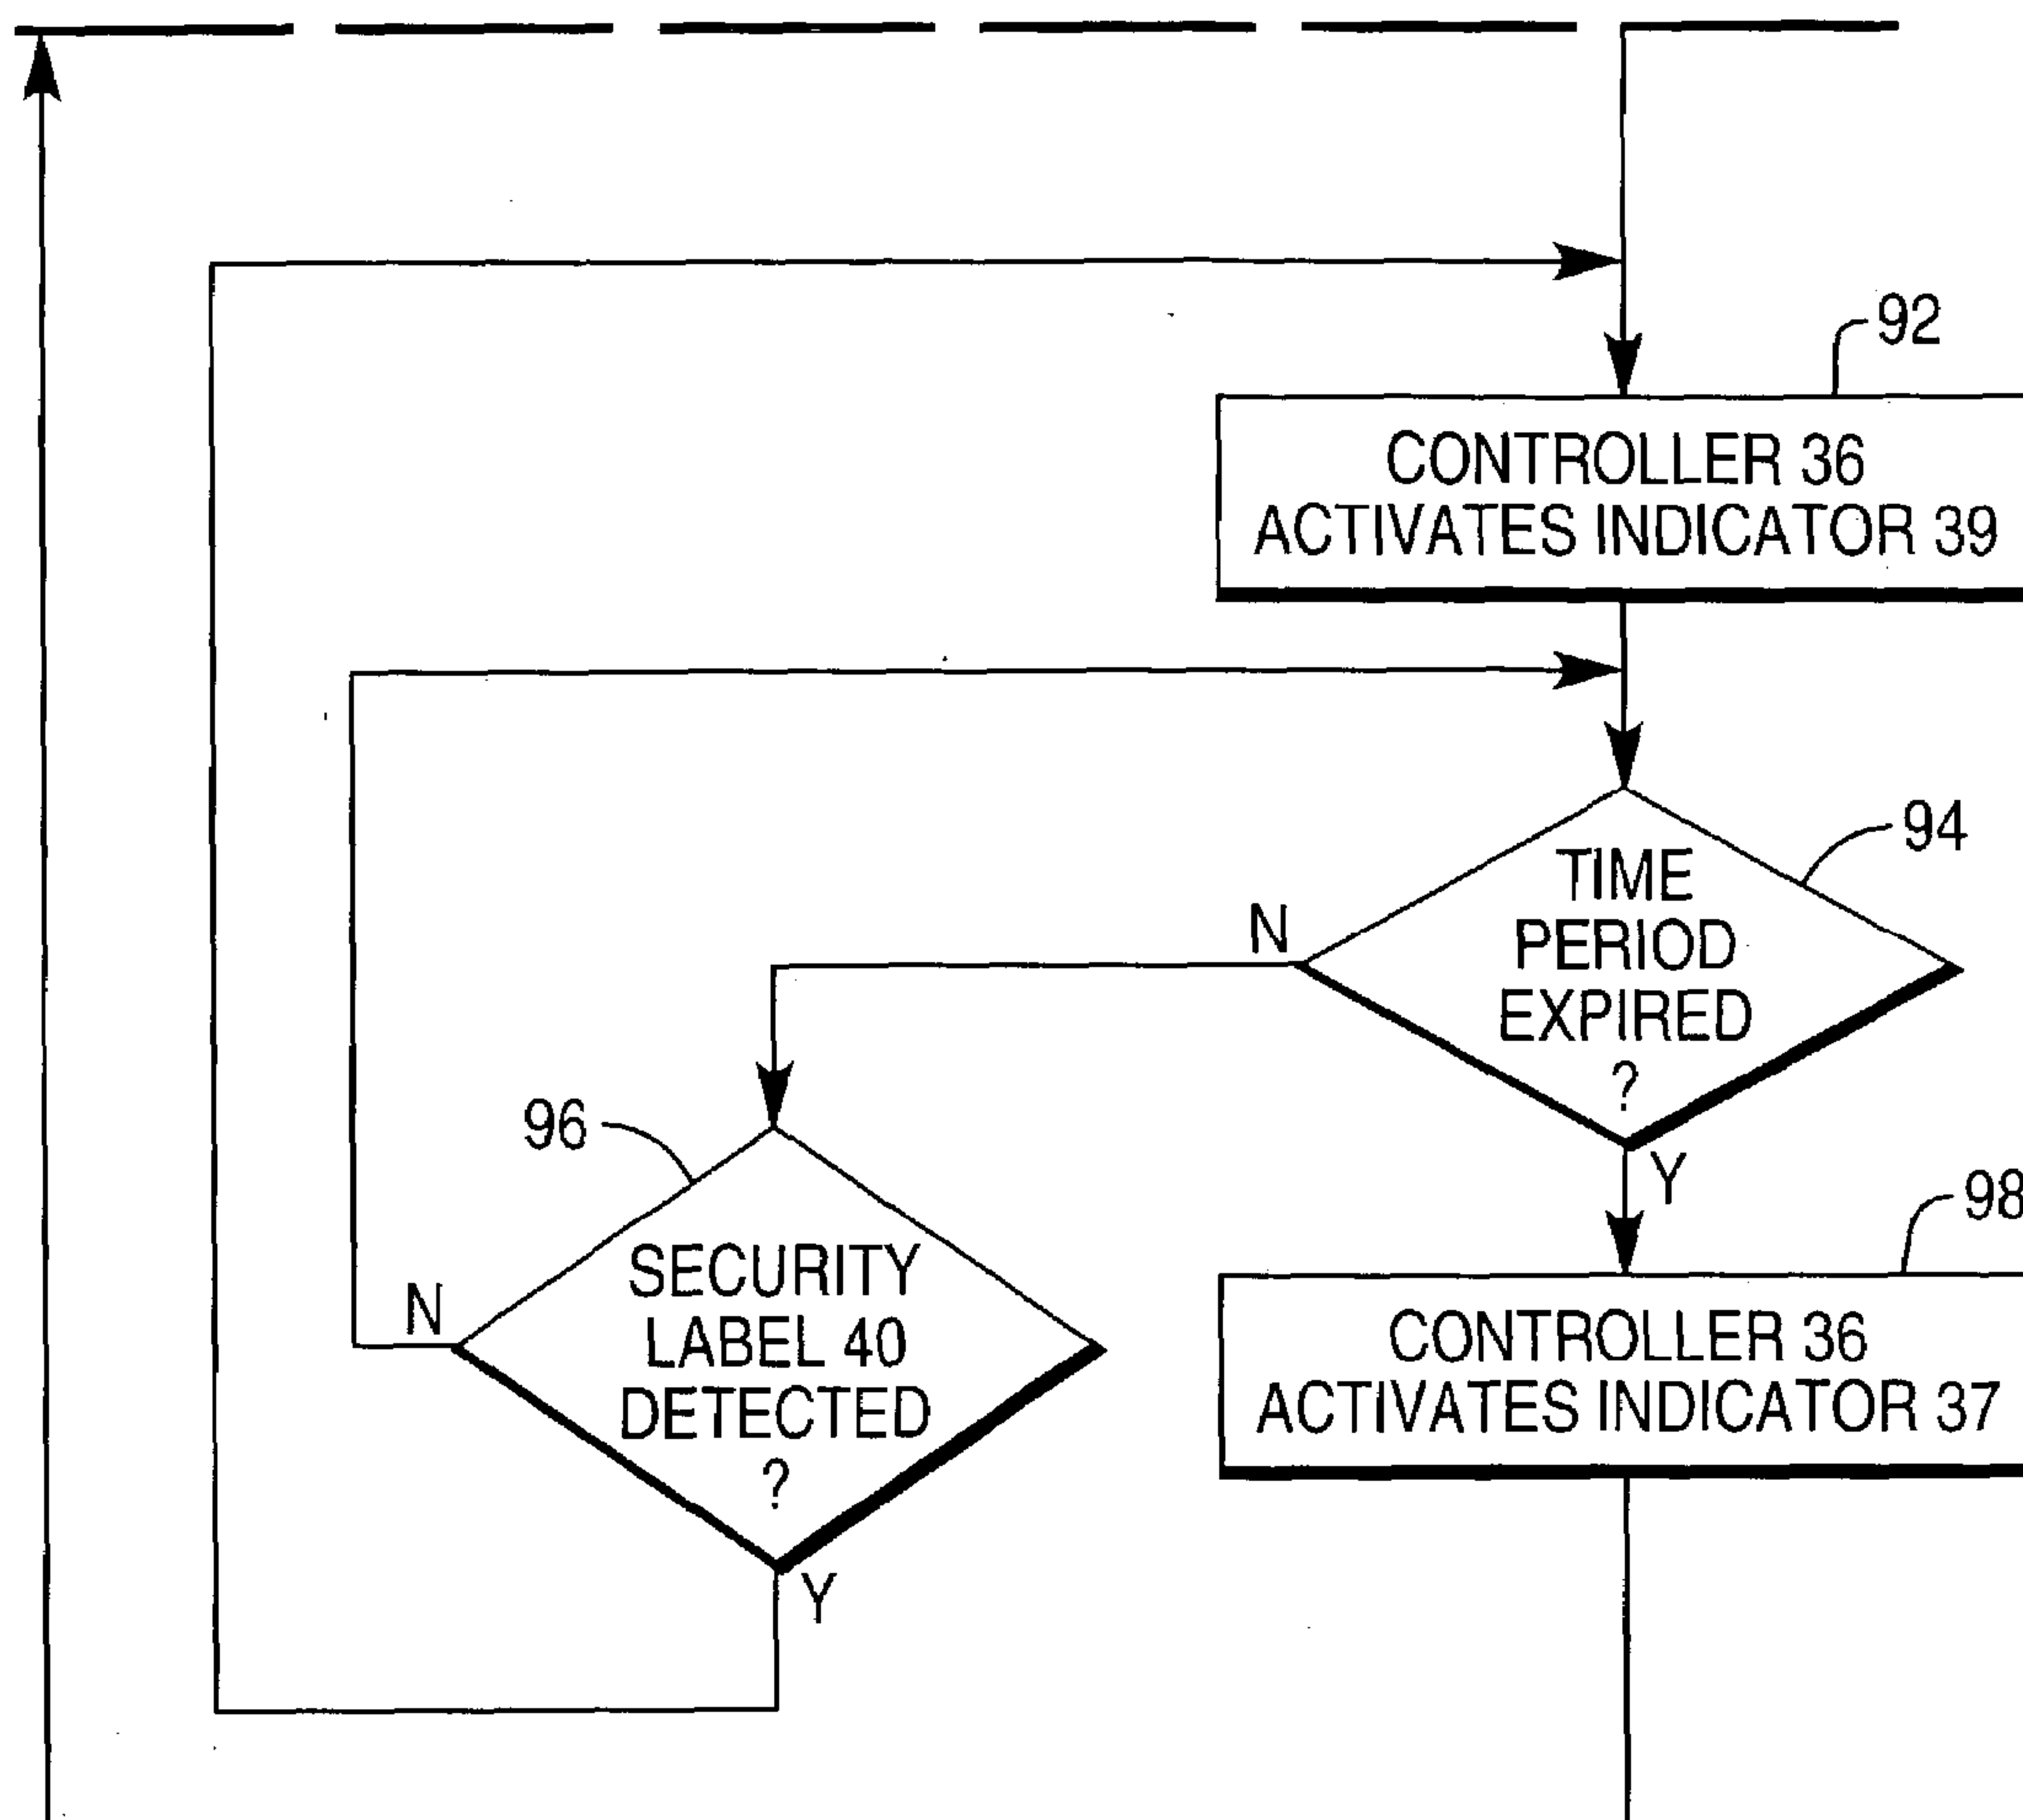 92
CONTROLLER 36
ACTIVATES INDICATOR 39
94
TIME
PERIOD
EXPIRED
?
N
Y
96
SECURITY
LABEL 40
DETECTED
?
N
Y
98
CONTROLLER 36
ACTIVATES INDICATOR 37